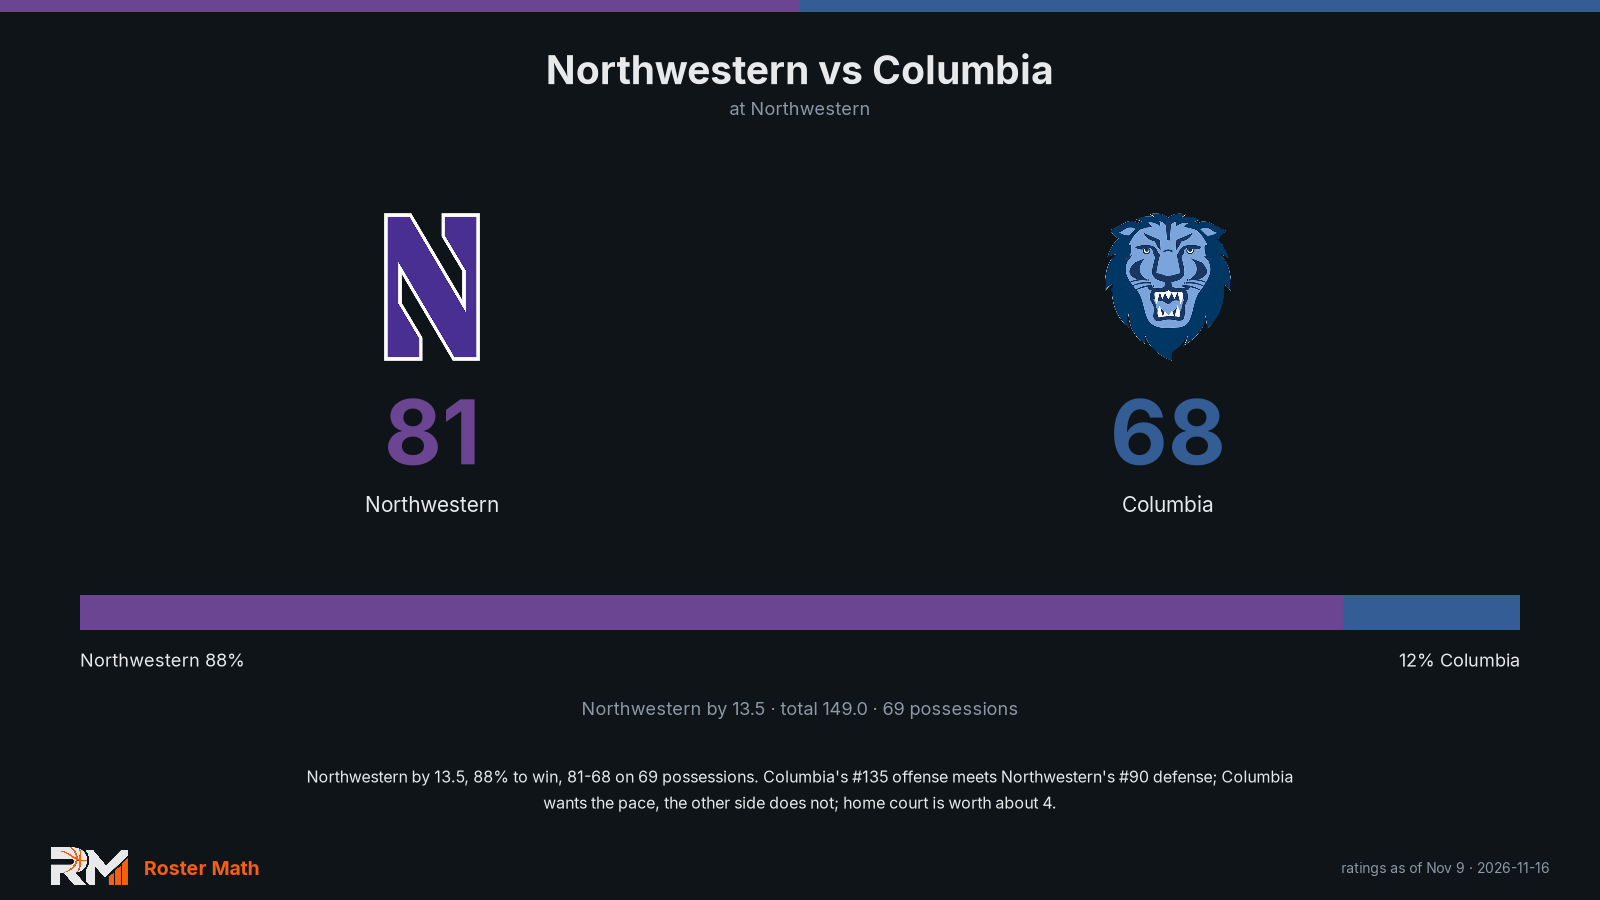 Northwestern vs Columbia
at Northwestern
N
81
68
Northwestern
Columbia
Northwestern 88%
12% Columbia
Northwestern by 13.5 · total 149.0 · 69 possessions
Northwestern by 13.5, 88% to win, 81-68 on 69 possessions. Columbia's #135 offense meets Northwestern's #90 defense; Columbia
wants the pace, the other side does not; home court is worth about 4.
RM
Roster Math
ratings as of Nov 9 · 2026-11-16